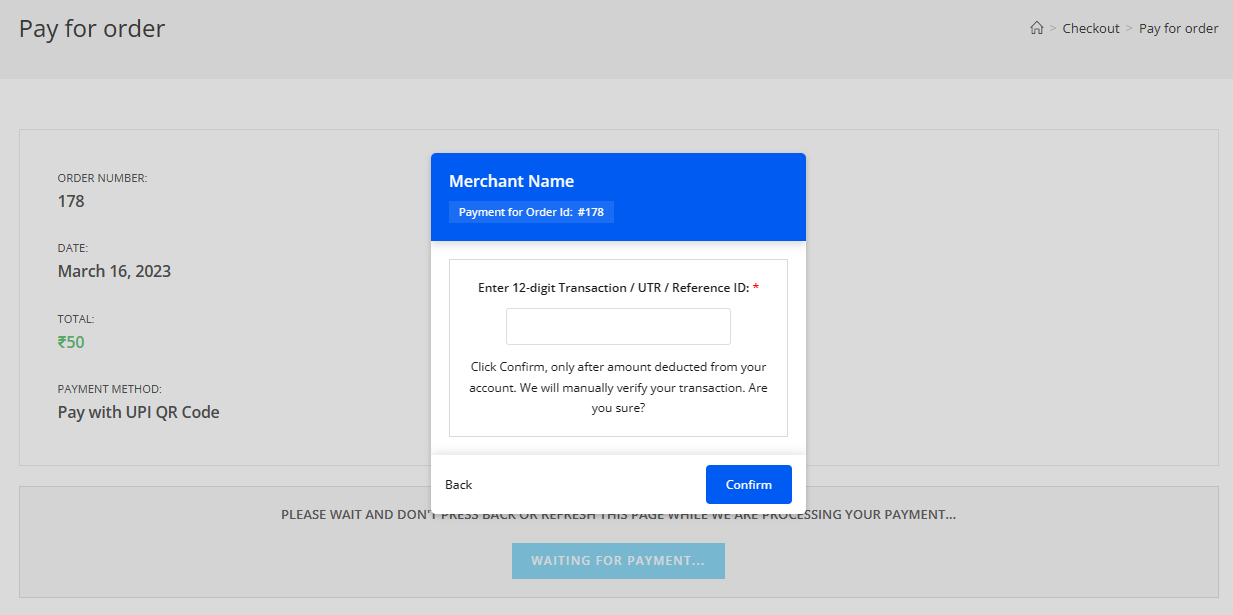 Pay for order
> Checkout > Pay for order
ORDER NUMBER:
178
DATE:
March 16, 2023
TOTAL:
₹50
PAYMENT METHOD:
Pay with UPI QR Code
Merchant Name
Payment for Order Id: #178
Enter 12-digit Transaction / UTR / Reference ID: *
Click Confirm, only after amount deducted from your
account. We will manually verify your transaction. Are
you sure?
Back
Confirm
PLEASE WAIT AND DON'T PRESS BACK OR REFRESH THIS PAGE WHILE WE ARE PROCESSING YOUR PAYMENT...
WAITING FOR PAYMENT...